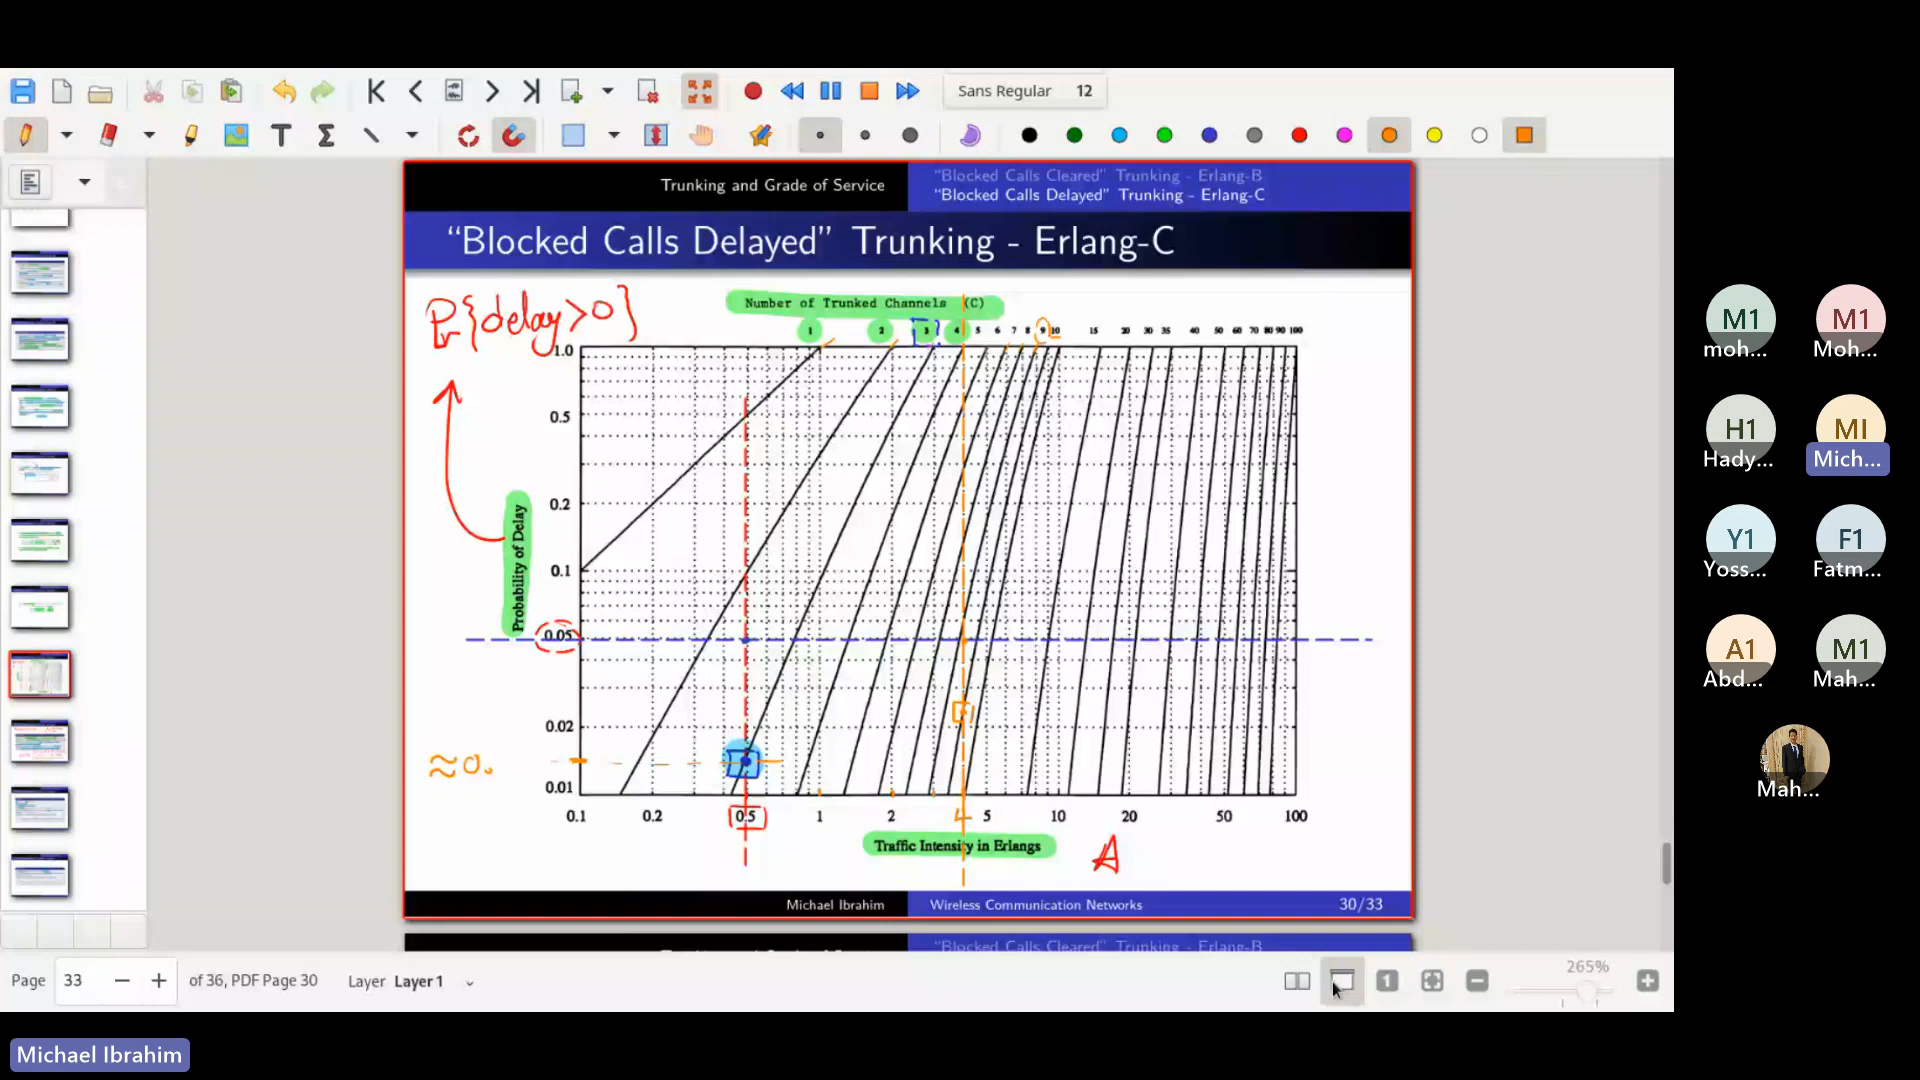 Sans Regular 12
Trunking and Grade of Service
"Blocked Calls Cleared" Trunking - Erlang-B
"Blocked Calls Delayed" Trunking - Erlang-C
"Blocked Calls Delayed" Trunking - Erlang-C
Pr{delay>0}
Number of Trunked Channels (C)
1 2 3 4 5 6 7 8 9 10 15 20 30 35 40 50 60 70 80 90 100
1.0
0.5
0.2
0.1
0.05
0.02
0.01
Probability of Delay
≈0.
0.1 0.2 0.5 1 2 4 5 10 20 50 100
Traffic Intensity in Erlangs
A
Michael Ibrahim
Wireless Communication Networks
30/33
"Blocked Calls Cleared" Trunking - Erlang-B
Page 33 of 36, PDF Page 30
Layer Layer 1
265%
Michael Ibrahim
M1
moh...
M1
Moh...
H1
Hady...
MI
Mich...
Y1
Yoss...
F1
Fatm...
A1
Abd...
M1
Mah...
Mah...